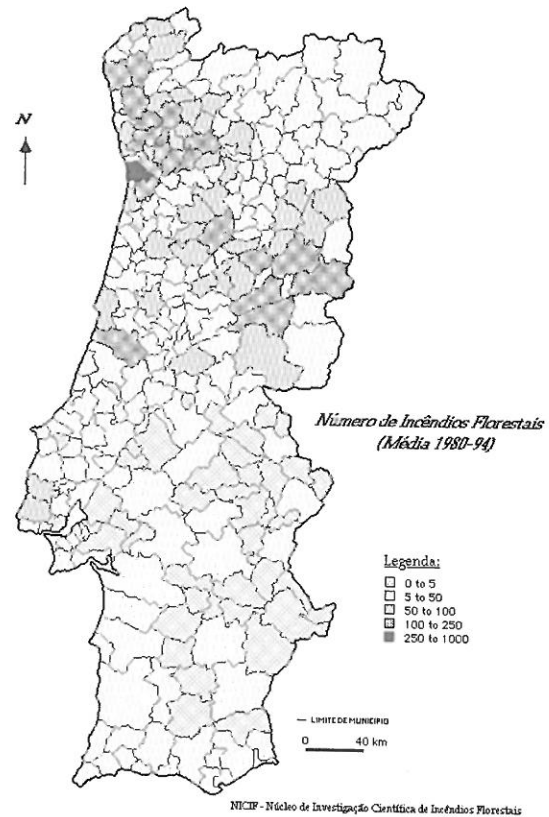 N
Número de Incêndios Florestais
(Média 1980-94)
Legenda:
0 to 5
5 to 50
50 to 100
100 to 250
250 to 1000
LIMITE DE MUNICIPIO
0 40 km
NICIF - Núcleo de Investigação Científica de Incêndios Florestais